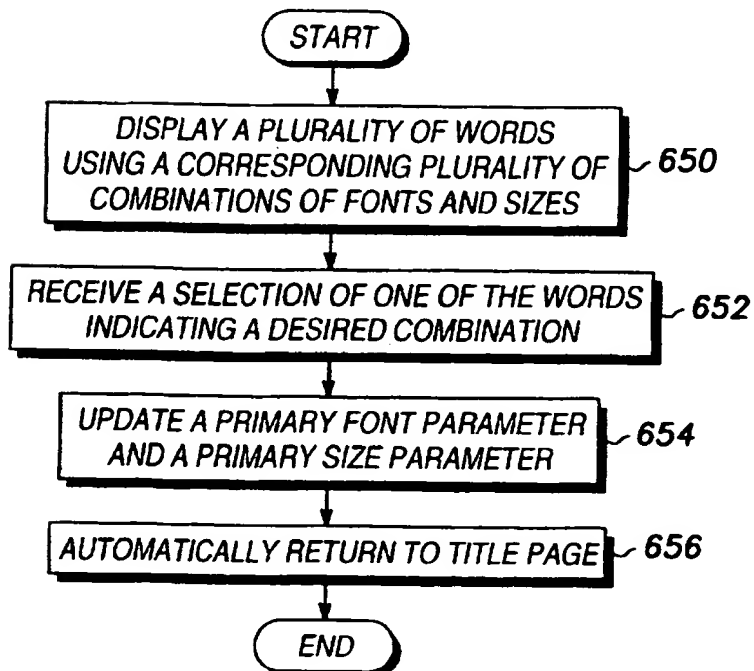 START
DISPLAY A PLURALITY OF WORDS
USING A CORRESPONDING PLURALITY OF
COMBINATIONS OF FONTS AND SIZES
650
RECEIVE A SELECTION OF ONE OF THE WORDS
INDICATING A DESIRED COMBINATION
652
UPDATE A PRIMARY FONT PARAMETER
AND A PRIMARY SIZE PARAMETER
654
AUTOMATICALLY RETURN TO TITLE PAGE
656
END